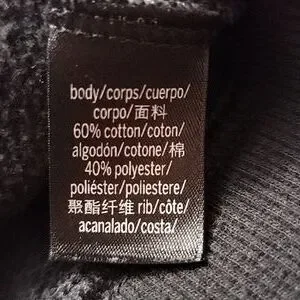 body/corps/cuerpo/
corpo/面料
60% cotton/coton/
algodón/cotone/棉
40% polyester/
poliéster/poliestere/
聚酯纤维 rib/côte/
acanalado/costa/